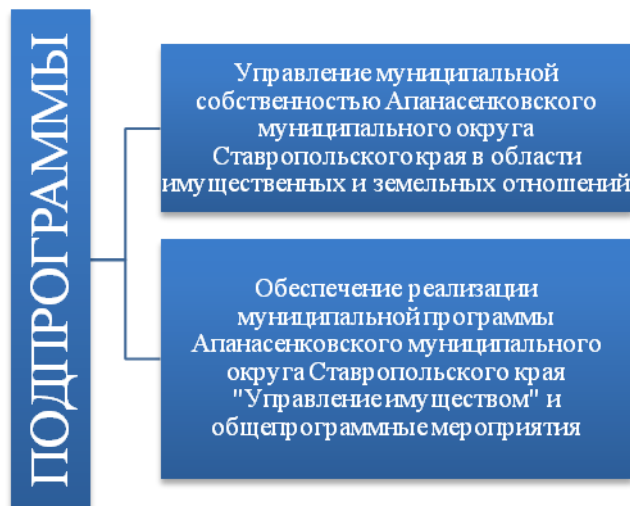 ПОДПРОГРАММЫ
Управление муниципальной
собственностью Апанасенковского
муниципального округа
Ставропольского края в области
имущественных и земельных отношений
Обеспечение реализации
муниципальной программы
Апанасенковского муниципального
округа Ставропольского края
"Управление имуществом" и
общепрограммные мероприятия